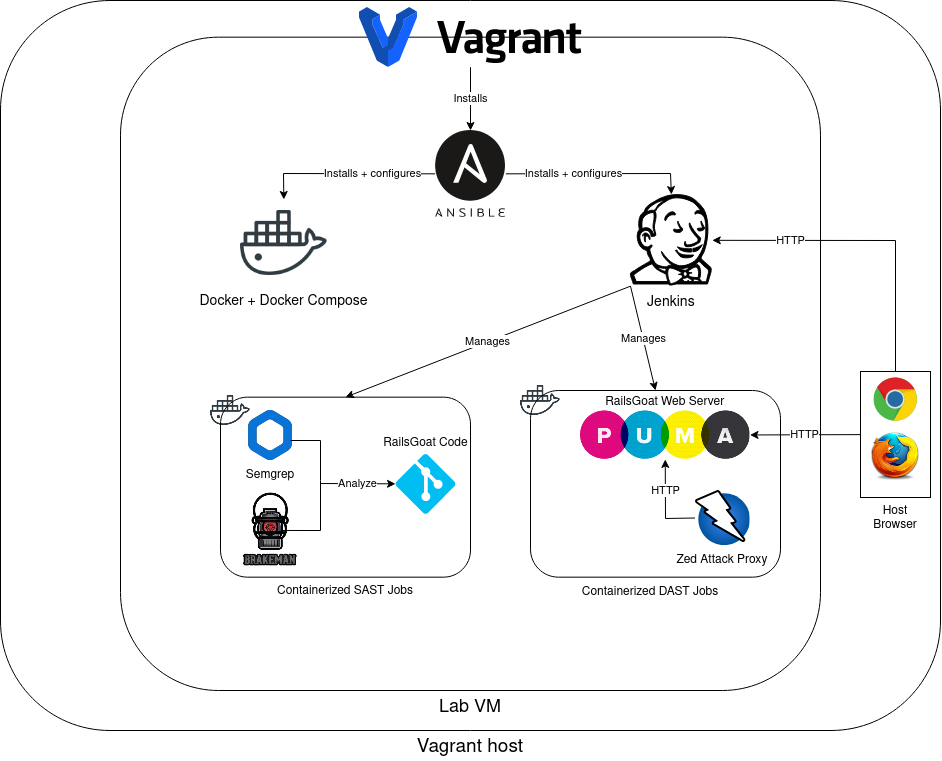 Vagrant
Installs
ANSIBLE
Installs + configures
Installs + configures
HTTP
Docker + Docker Compose
Jenkins
Manages
Manages
RailsGoat Web Server
P U M A
HTTP
RailsGoat Code
Semgrep
Analyze
HTTP
BRAKEMAN
Zed Attack Proxy
Host
Browser
Containerized SAST Jobs
Containerized DAST Jobs
Lab VM
Vagrant host